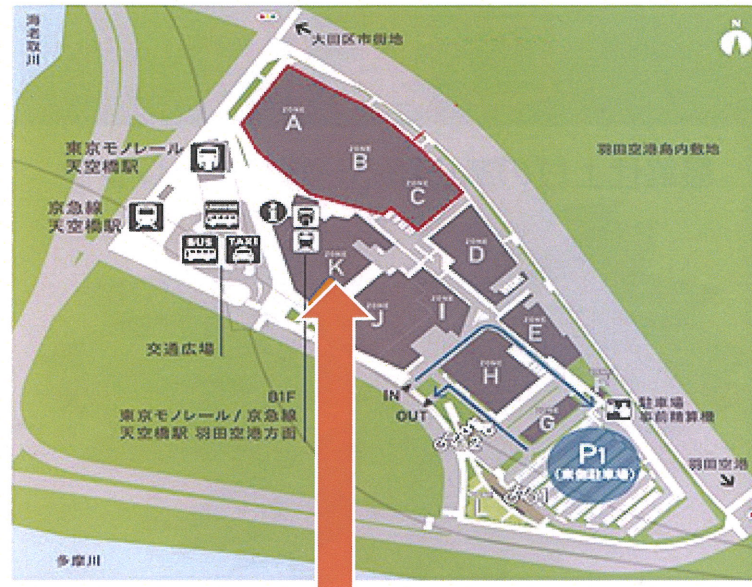 海老取川
大田区市街地
N
ZONE
A
ZONE
B
ZONE
C
羽田空港島内敷地
東京モノレール
天空橋駅
京急線
天空橋駅
LIMOUSINE
BUS
TAXI
i
ZONE
K
ZONE
D
ZONE
J
ZONE
I
ZONE
E
ZONE
H
ZONE
F
ZONE
G
交通広場
B1F
東京モノレール / 京急線
天空橋駅 羽田空港方面
IN
OUT
駐車場
事前精算機
P1
(東側駐車場)
羽田空港
L
多摩川